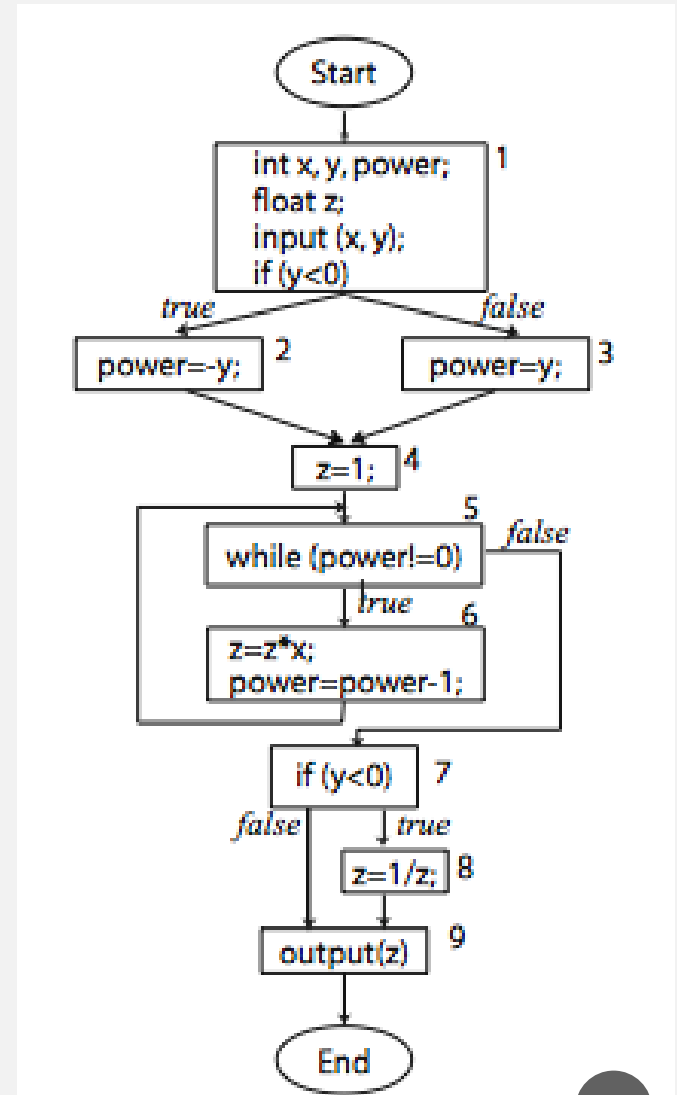 Start
1
int x, y, power;
float z;
input (x, y);
if (y<0)
true
false
2
power=-y;
3
power=y;
4
z=1;
5
false
while (power!=0)
true
6
z=z*x;
power=power-1;
if (y<0)
7
false
true
z=1/z;
8
9
output(z)
End